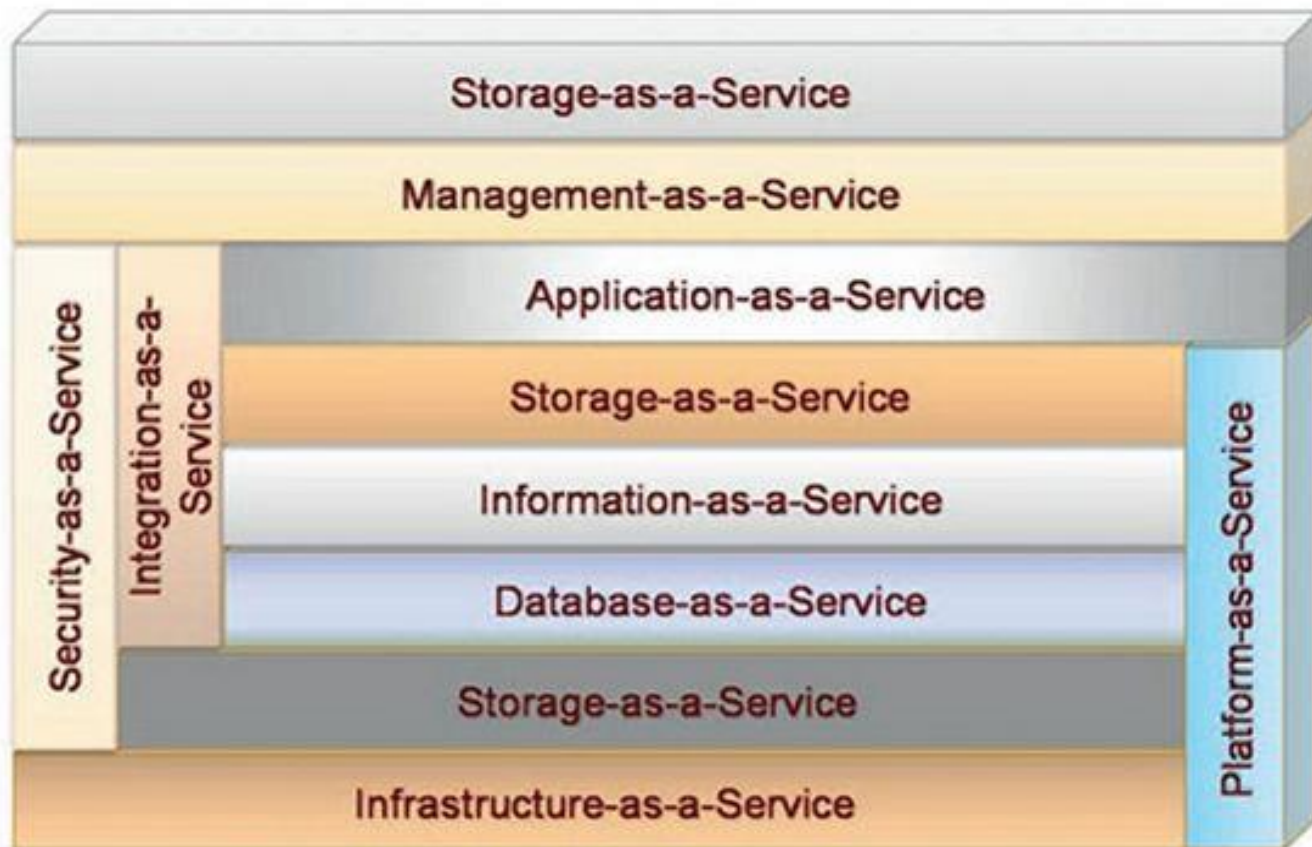 Storage-as-a-Service
Management-as-a-Service
Security-as-a-Service
Integration-as-a-
Service
Application-as-a-Service
Storage-as-a-Service
Information-as-a-Service
Database-as-a-Service
Storage-as-a-Service
Platform-as-a-Service
Infrastructure-as-a-Service